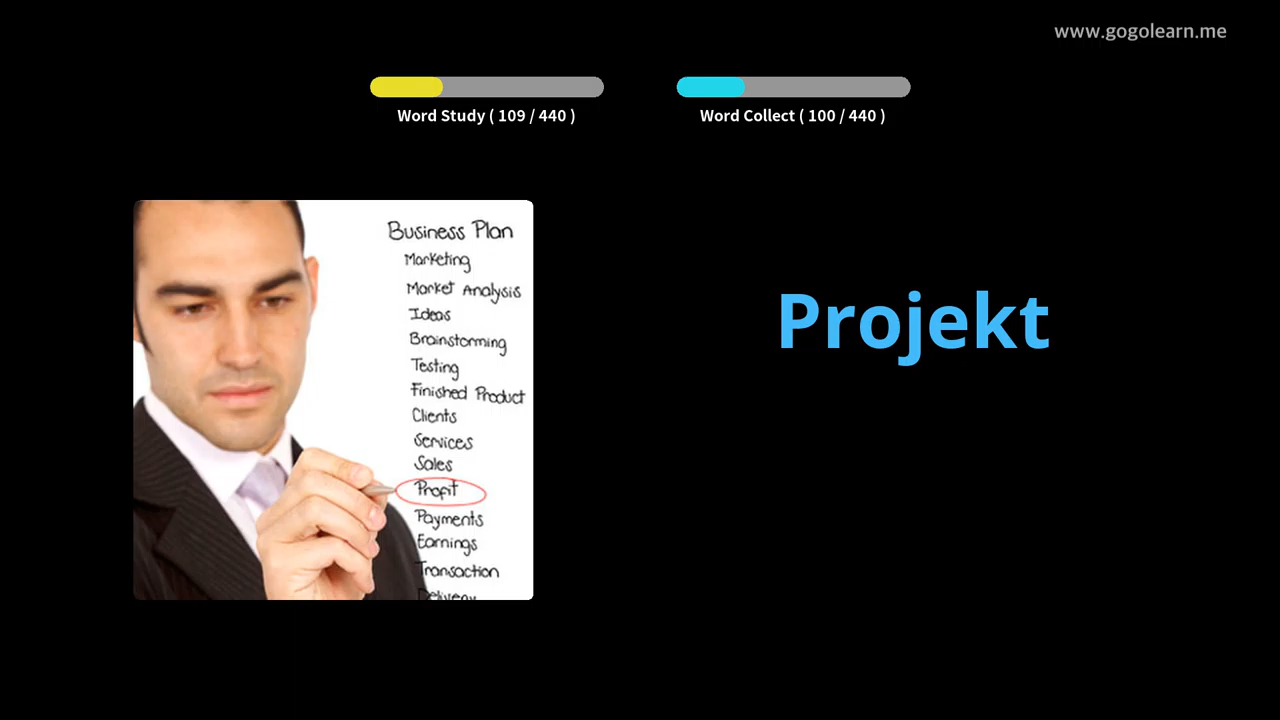 www.gogolearn.me
Word Study ( 109 / 440 )
Word Collect ( 100 / 440 )
Business Plan
Marketing
Market Analysis
Ideas
Brainstorming
Testing
Finished Product
Clients
Services
Sales
Profit
Payments
Earnings
Transaction
Delivery
Projekt